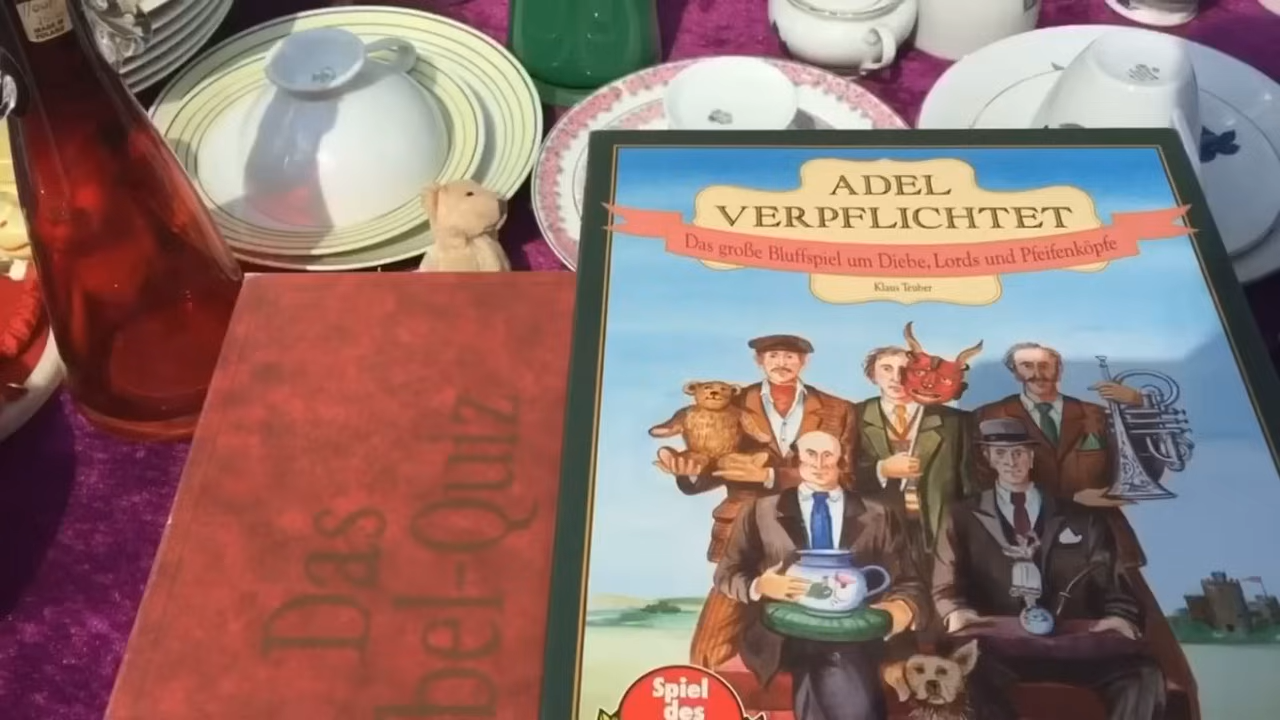 ADEL
VERPFLICHTET
Das große Bluffspiel um Diebe, Lords und Pfeifenköpfe
Klaus Teuber
Spiel
des
Das
bel-Quiz